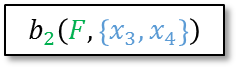 b₂(F, {x₃, x₄})